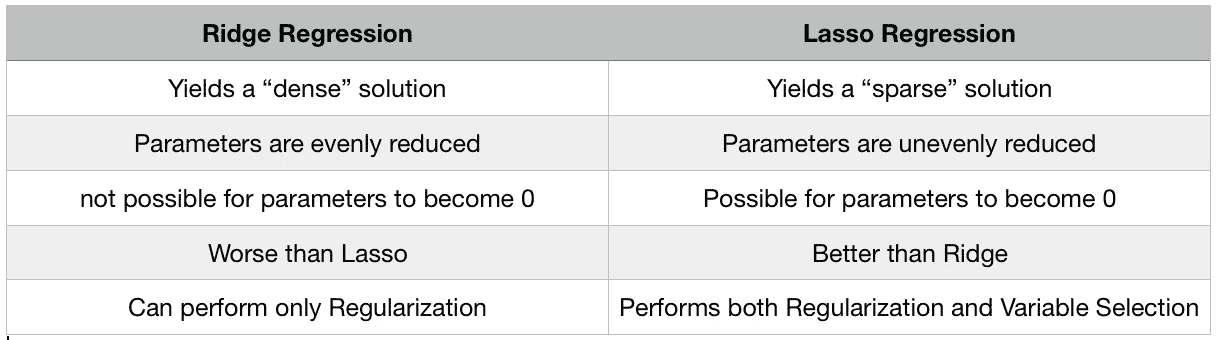 Ridge Regression
Lasso Regression
Yields a “dense” solution
Yields a “sparse” solution
Parameters are evenly reduced
Parameters are unevenly reduced
not possible for parameters to become 0
Possible for parameters to become 0
Worse than Lasso
Better than Ridge
Can perform only Regularization
Performs both Regularization and Variable Selection